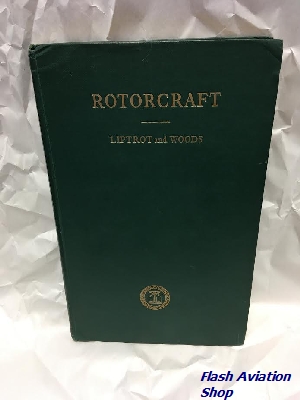 ROTORCRAFT
LIPTROT and WOODS
Flash Aviation
Shop